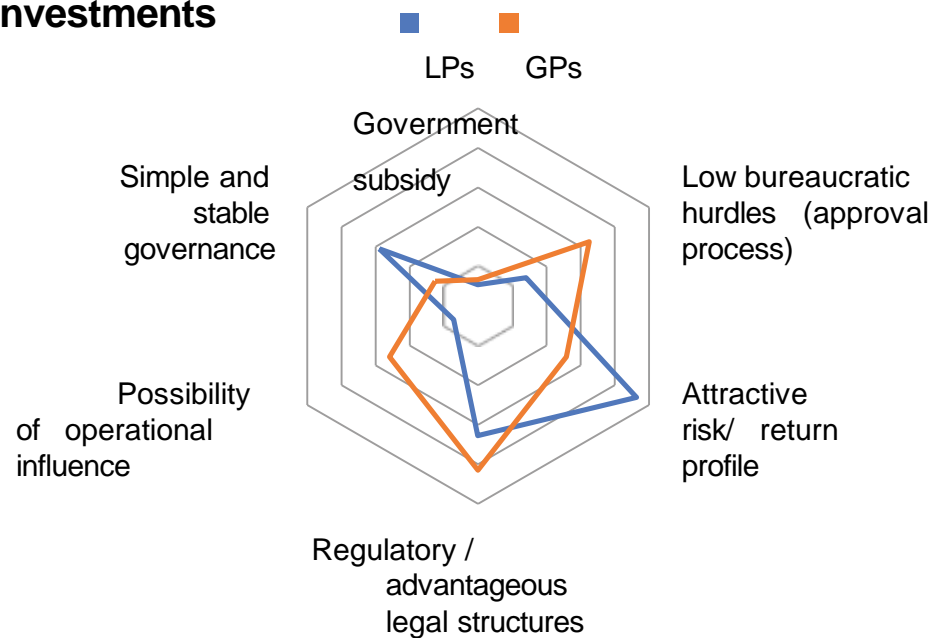 nvestments
LPs GPs
Government
subsidy
Simple and
stable
governance
Low bureaucratic
hurdles (approval
process)
Possibility
of operational
influence
Attractive
risk/ return
profile
Regulatory /
advantageous
legal structures